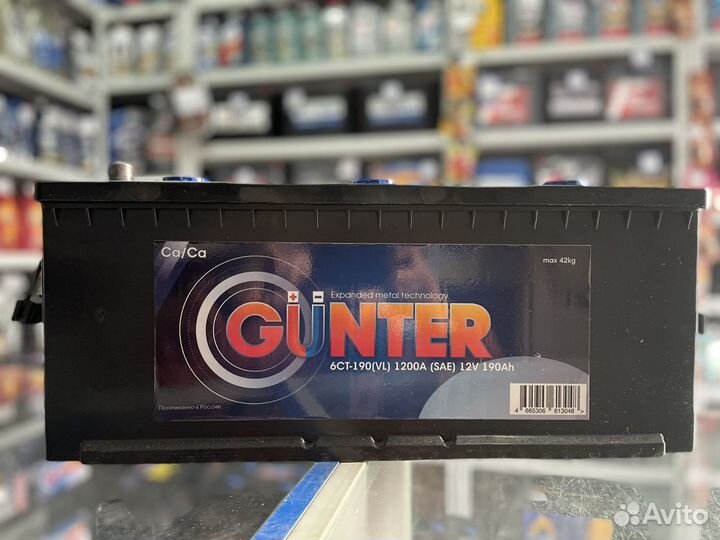 Ca/Ca
max 42kg
Expanded metal technology
GÜNTER
6СТ-190(VL) 1200A (SAE) 12V 190Ah
Произведено в России
4 665306 613048 >
Avito